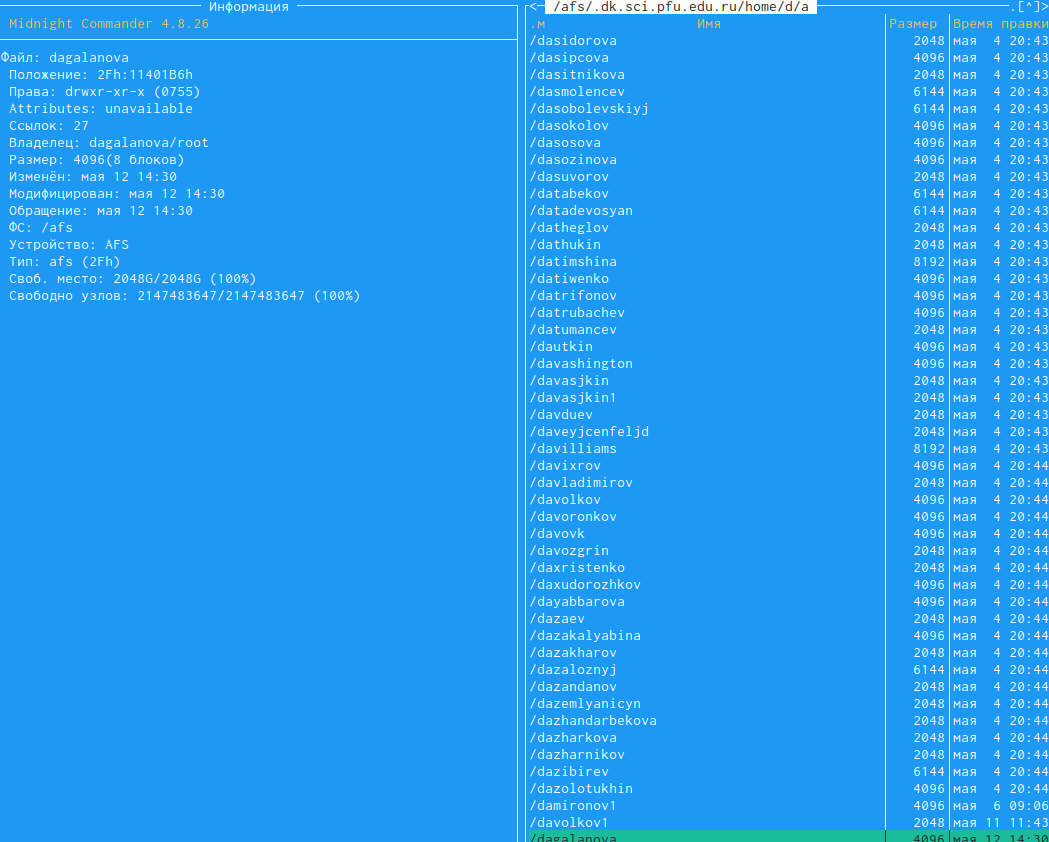 Информация
Midnight Commander 4.8.26
Файл: dagalanova
Положение: 2Fh:11401B6h
Права: drwxr-xr-x (0755)
Attributes: unavailable
Ссылок: 27
Владелец: dagalanova/root
Размер: 4096(8 блоков)
Изменён: мая 12 14:30
Модифицирован: мая 12 14:30
Обращение: мая 12 14:30
ФС: /afs
Устройство: AFS
Тип: afs (2Fh)
Своб. место: 2048G/2048G (100%)
Свободно узлов: 2147483647/2147483647 (100%)
<- /afs/.dk.sci.pfu.edu.ru/home/d/a .[^]>
.м Имя Размер Время правки
/dasidorova 2048 мая 4 20:43
/dasipcova 4096 мая 4 20:43
/dasitnikova 2048 мая 4 20:43
/dasmolencev 6144 мая 4 20:43
/dasobolevskiyj 6144 мая 4 20:43
/dasokolov 4096 мая 4 20:43
/dasosova 4096 мая 4 20:43
/dasozinova 4096 мая 4 20:43
/dasuvorov 2048 мая 4 20:43
/databekov 6144 мая 4 20:43
/datadevosyan 6144 мая 4 20:43
/datheglov 2048 мая 4 20:43
/dathukin 2048 мая 4 20:43
/datimshina 8192 мая 4 20:43
/datiwenko 4096 мая 4 20:43
/datrifonov 4096 мая 4 20:43
/datrubachev 4096 мая 4 20:43
/datumancev 2048 мая 4 20:43
/dautkin 4096 мая 4 20:43
/davashington 4096 мая 4 20:43
/davasjkin 2048 мая 4 20:43
/davasjkin1 2048 мая 4 20:43
/davduev 2048 мая 4 20:43
/daveyjcenfeljd 2048 мая 4 20:43
/davilliams 8192 мая 4 20:43
/davixrov 4096 мая 4 20:44
/davladimirov 2048 мая 4 20:44
/davolkov 4096 мая 4 20:44
/davoronkov 4096 мая 4 20:44
/davovk 4096 мая 4 20:44
/davozgrin 2048 мая 4 20:44
/daxristenko 2048 мая 4 20:44
/daxudorozhkov 4096 мая 4 20:44
/dayabbarova 4096 мая 4 20:44
/dazaev 2048 мая 4 20:44
/dazakalyabina 4096 мая 4 20:44
/dazakharov 2048 мая 4 20:44
/dazaloznyj 6144 мая 4 20:44
/dazandanov 2048 мая 4 20:44
/dazemlyanicyn 2048 мая 4 20:44
/dazhandarbekova 2048 мая 4 20:44
/dazharkova 2048 мая 4 20:44
/dazharnikov 2048 мая 4 20:44
/dazibirev 6144 мая 4 20:44
/dazolotukhin 4096 мая 4 20:44
/damironov1 4096 мая 6 09:06
/davolkov1 2048 мая 11 11:43
/dagalanova 4096 мая 12 14:30